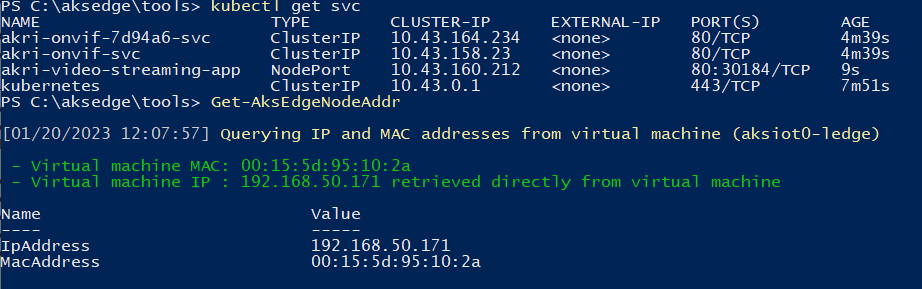 PS C:\aksedge\tools> kubectl get svc
NAME TYPE CLUSTER-IP EXTERNAL-IP PORT(S) AGE
akri-onvif-7d94a6-svc ClusterIP 10.43.164.234 <none> 80/TCP 4m39s
akri-onvif-svc ClusterIP 10.43.158.23 <none> 80/TCP 4m39s
akri-video-streaming-app NodePort 10.43.160.212 <none> 80:30184/TCP 9s
kubernetes ClusterIP 10.43.0.1 <none> 443/TCP 7m51s
PS C:\aksedge\tools> Get-AksEdgeNodeAddr
[01/20/2023 12:07:57] Querying IP and MAC addresses from virtual machine (aksiot0-ledge)
- Virtual machine MAC: 00:15:5d:95:10:2a
- Virtual machine IP : 192.168.50.171 retrieved directly from virtual machine
Name Value
---- -----
IpAddress 192.168.50.171
MacAddress 00:15:5d:95:10:2a